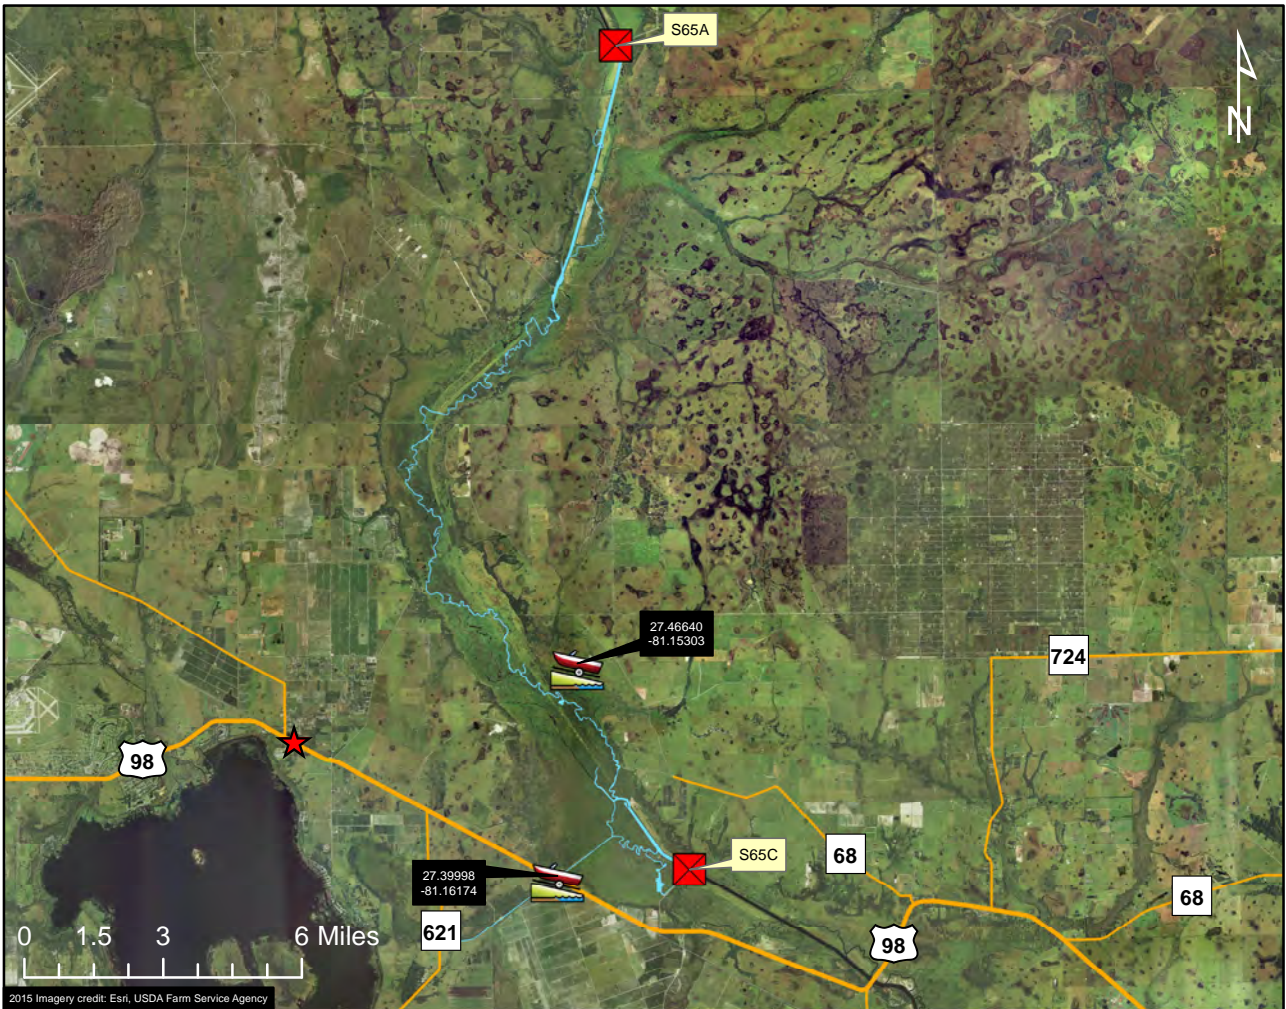 S65A
N
27.46640
-81.15303
724
98
S65C
68
27.39998
-81.16174
68
621
98
0 1.5 3 6 Miles
2015 Imagery credit: Esri, USDA Farm Service Agency